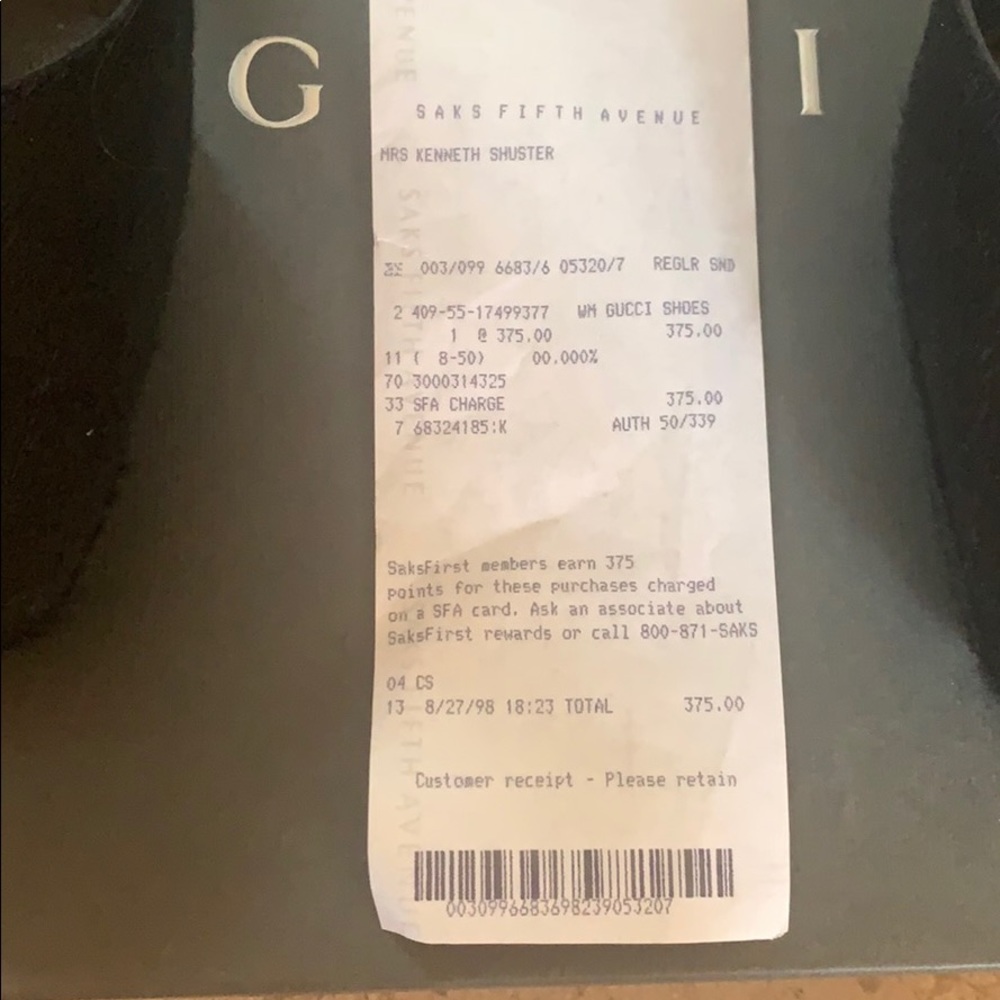 G I
SAKS FIFTH AVENUE
MRS KENNETH SHUSTER
003/099 6683/6 05320/7 REGLR SND
2 409-55-17499377 WM GUCCI SHOES
1 @ 375.00 375.00
11 ( 8-50) 00.000%
70 3000314325
33 SFA CHARGE 375.00
7 68324185:K AUTH 50/339
SaksFirst members earn 375
points for these purchases charged
on a SFA card. Ask an associate about
SaksFirst rewards or call 800-871-SAKS
04 CS
13 8/27/98 18:23 TOTAL 375.00
Customer receipt - Please retain
0030996683698239053207